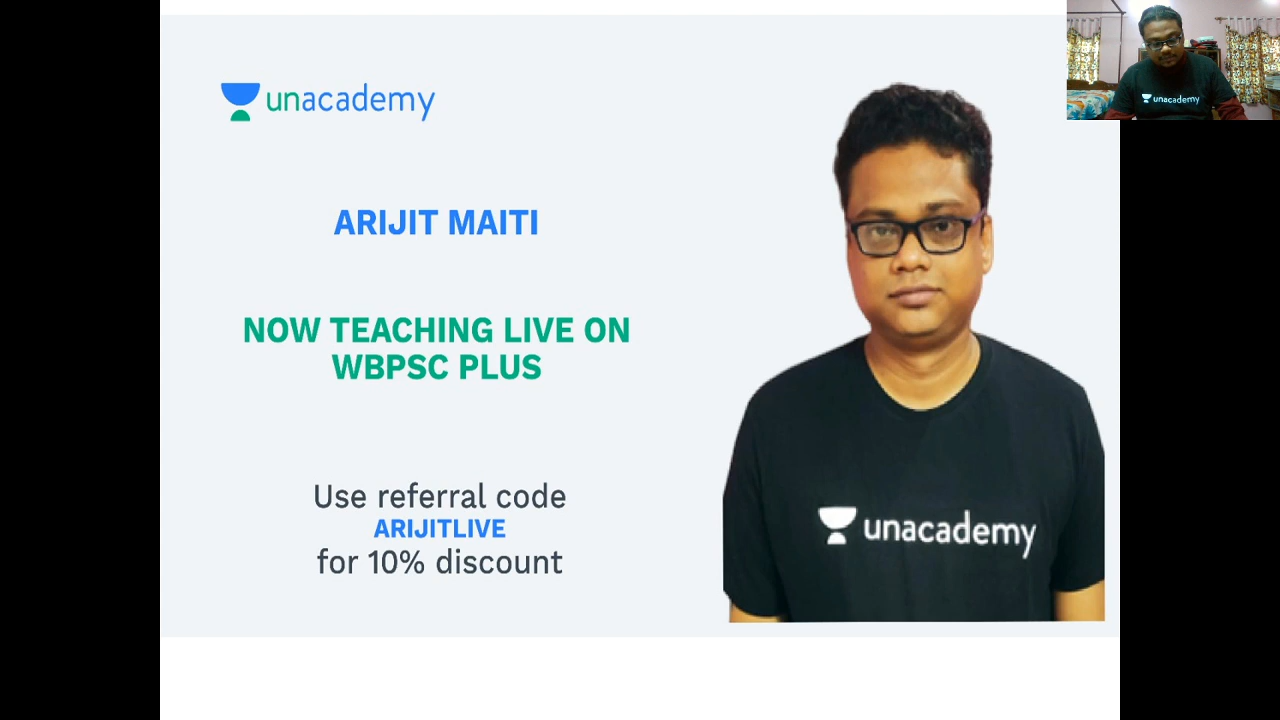 unacademy
ARIJIT MAITI
NOW TEACHING LIVE ON
WBPSC PLUS
Use referral code
ARIJITLIVE
for 10% discount
unacademy
unacademy